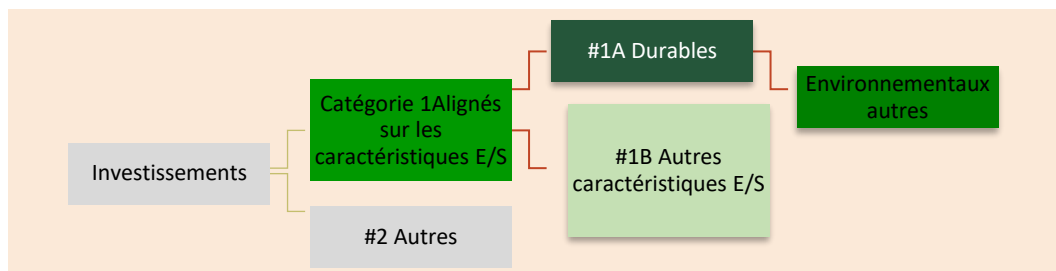 Investissements
Catégorie 1Alignés
sur les
caractéristiques E/S
#2 Autres
#1A Durables
#1B Autres
caractéristiques E/S
Environnementaux
autres